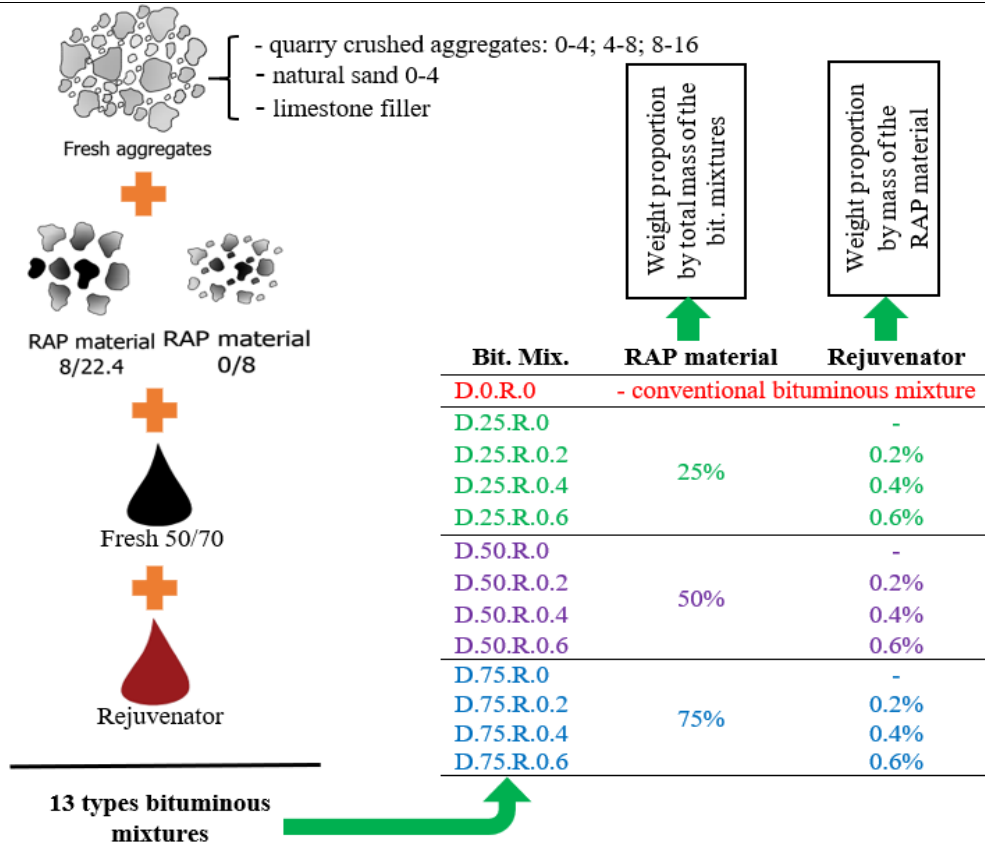 - quarry crushed aggregates: 0-4; 4-8; 8-16
- natural sand 0-4
- limestone filler
Fresh aggregates
RAP material
8/22.4
RAP material
0/8
Fresh 50/70
Rejuvenator
13 types bituminous
mixtures
Weight proportion
by total mass of the
bit. mixtures
Weight proportion
by mass of the
RAP material
Bit. Mix. RAP material Rejuvenator
D.0.R.0 - conventional bituminous mixture
D.25.R.0 -
D.25.R.0.2 0.2%
25%
D.25.R.0.4 0.4%
D.25.R.0.6 0.6%
D.50.R.0 -
D.50.R.0.2 0.2%
50%
D.50.R.0.4 0.4%
D.50.R.0.6 0.6%
D.75.R.0 -
D.75.R.0.2 0.2%
75%
D.75.R.0.4 0.4%
D.75.R.0.6 0.6%